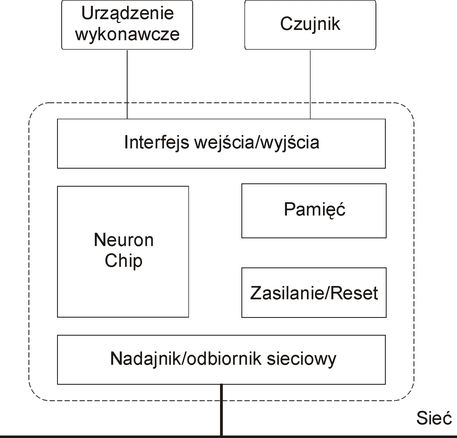 Urządzenie
wykonawcze
Czujnik
Interfejs wejścia/wyjścia
Neuron
Chip
Pamięć
Zasilanie/Reset
Nadajnik/odbiornik sieciowy
Sieć